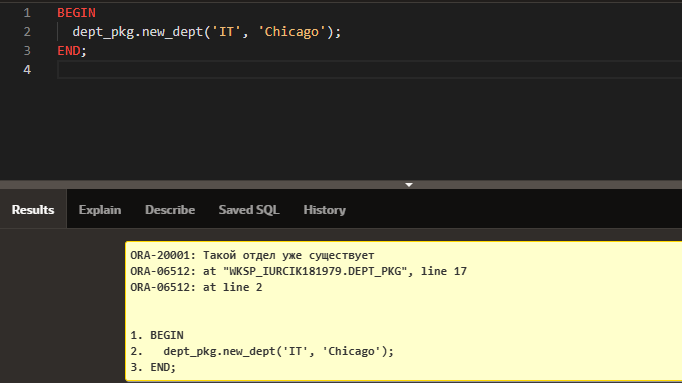 1 BEGIN
2 dept_pkg.new_dept('IT', 'Chicago');
3 END;
4
Results Explain Describe Saved SQL History
ORA-20001: Такой отдел уже существует
ORA-06512: at "WKSP_IURCIK181979.DEPT_PKG", line 17
ORA-06512: at line 2
1. BEGIN
2. dept_pkg.new_dept('IT', 'Chicago');
3. END;